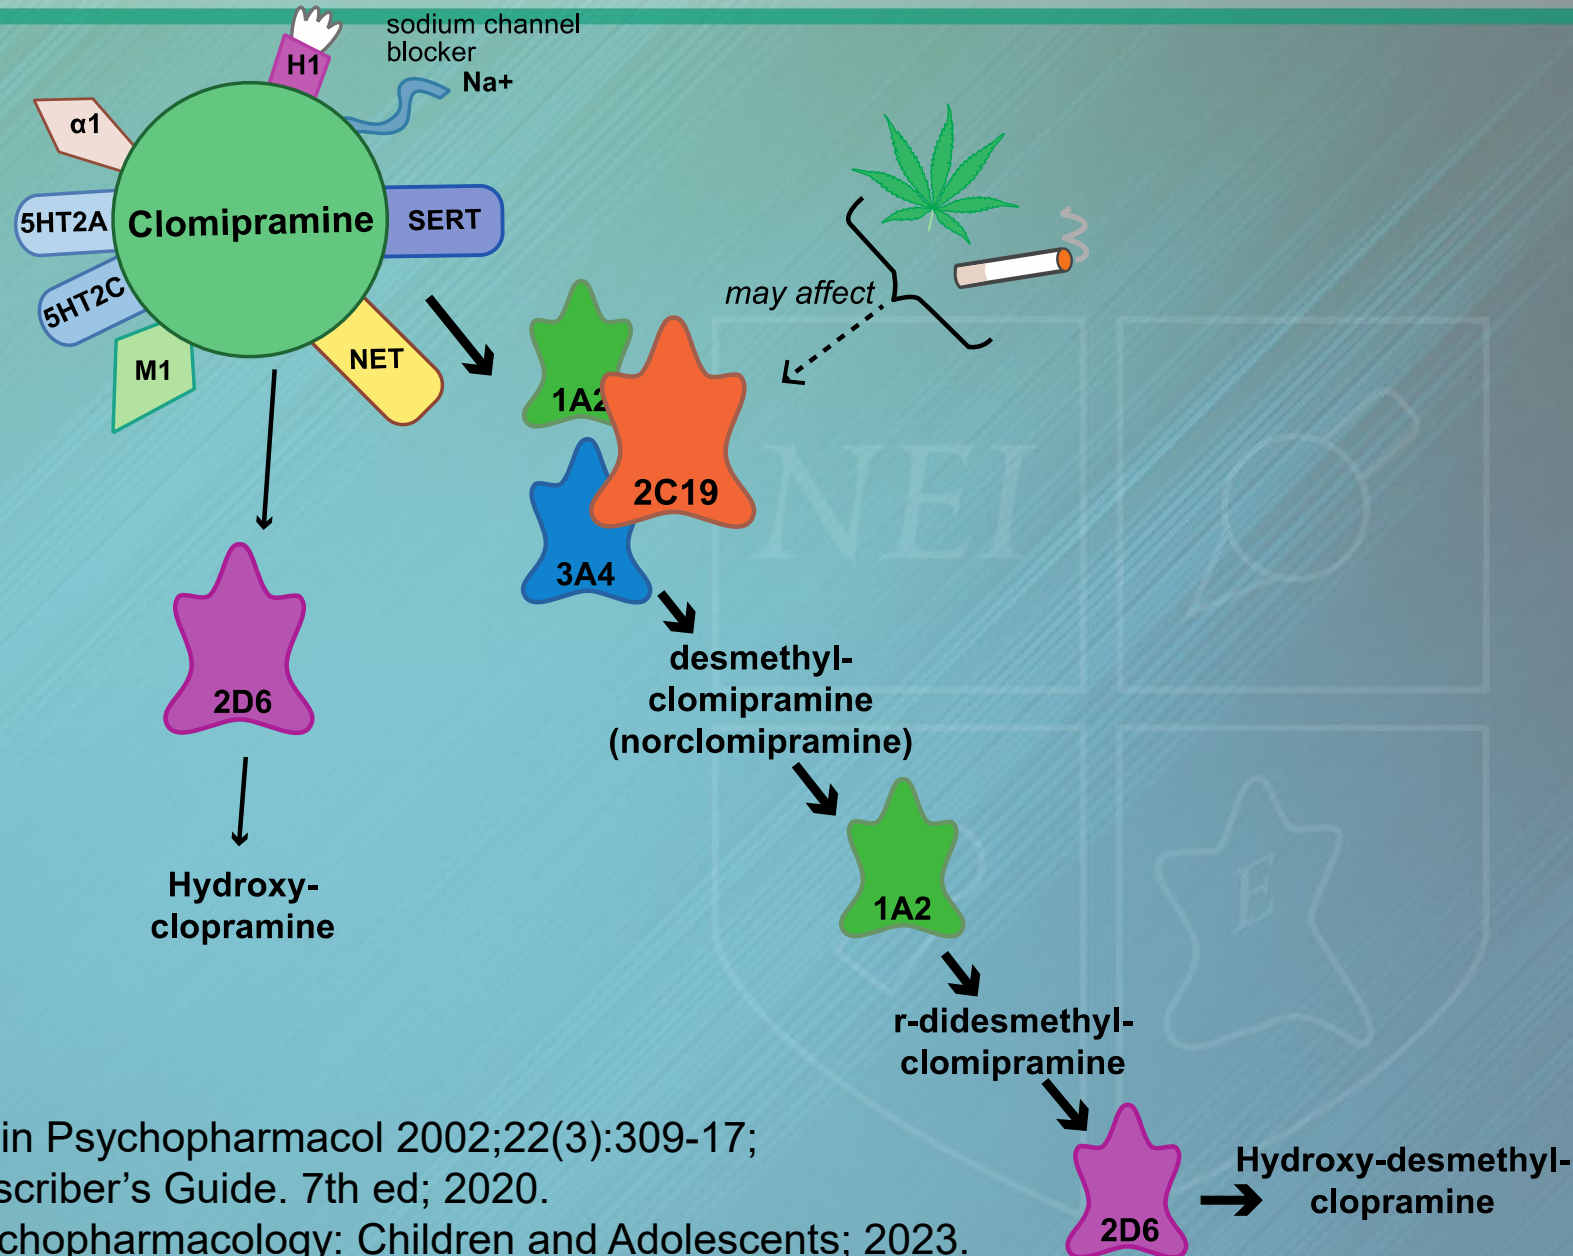 sodium channel
blocker
Na+
H1
α1
5HT2A
Clomipramine
SERT
5HT2C
M1
NET
may affect
1A2
2C19
3A4
NEI
desmethyl-
clomipramine
(norclomipramine)
2D6
Hydroxy-
clopramine
1A2
E
r-didesmethyl-
clomipramine
2D6
Hydroxy-desmethyl-
clopramine
in Psychopharmacol 2002;22(3):309-17;
scriber's Guide. 7th ed; 2020.
chopharmacology: Children and Adolescents; 2023.